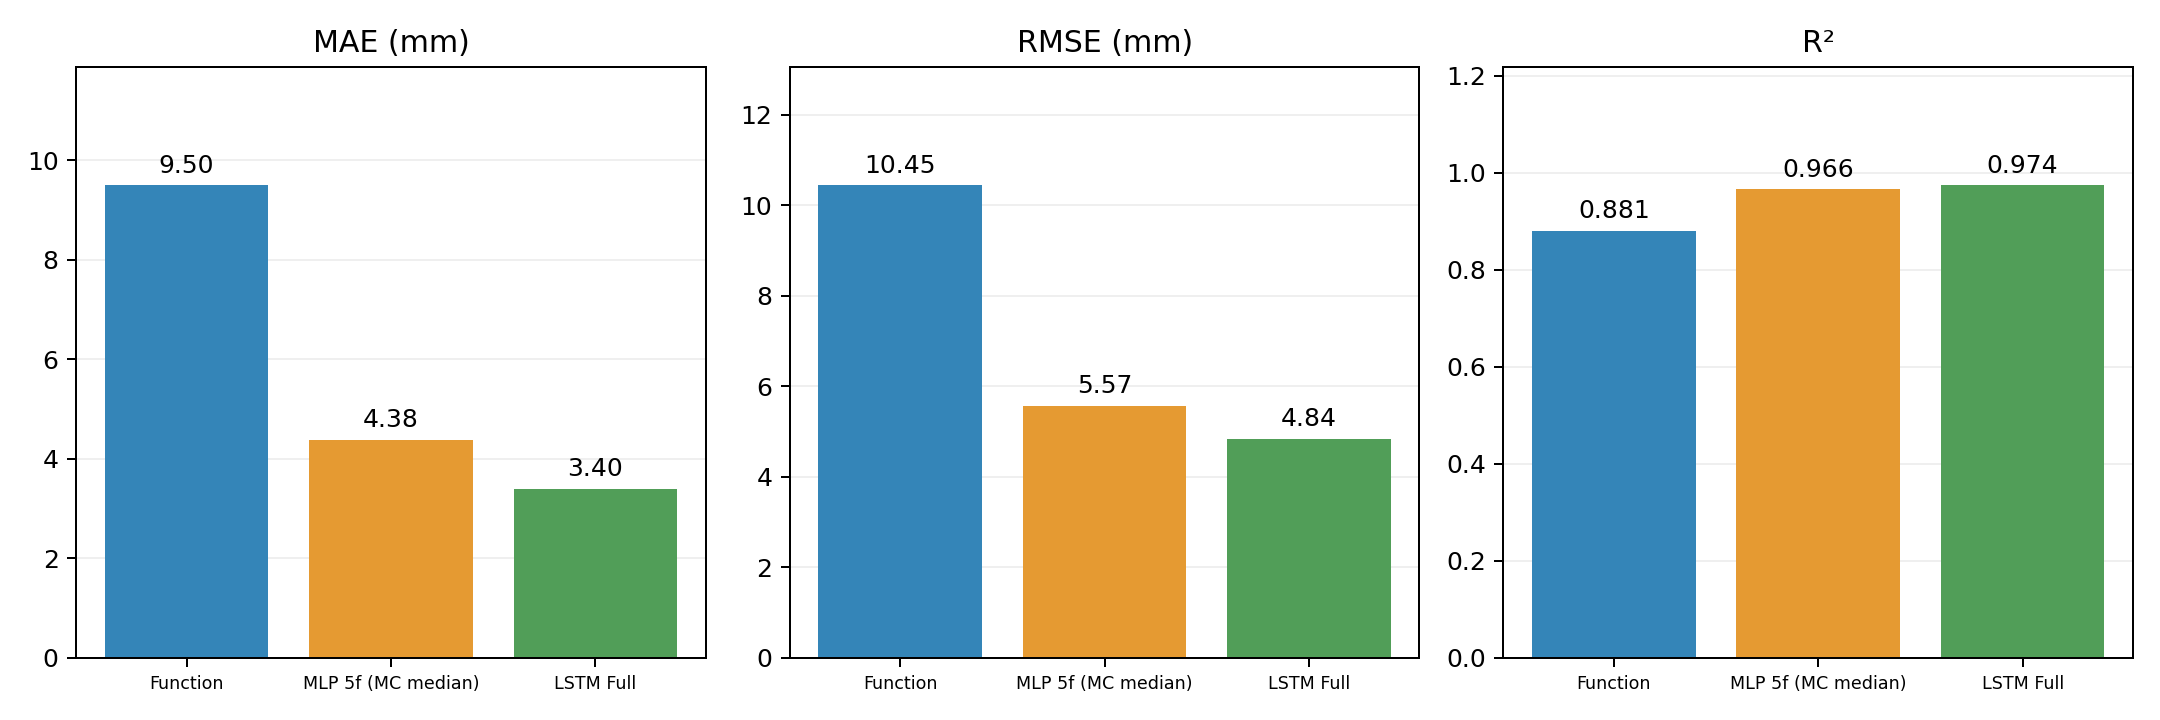 MAE (mm)
10
8
6
4
2
0
9.50
4.38
3.40
Function
MLP 5f (MC median)
LSTM Full
RMSE (mm)
12
10
8
6
4
2
0
10.45
5.57
4.84
Function
MLP 5f (MC median)
LSTM Full
R²
1.2
1.0
0.8
0.6
0.4
0.2
0.0
0.881
0.966
0.974
Function
MLP 5f (MC median)
LSTM Full